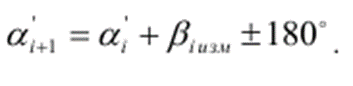 α'ᵢ₊₁ = α'ᵢ + βᵢ изм ± 180° .